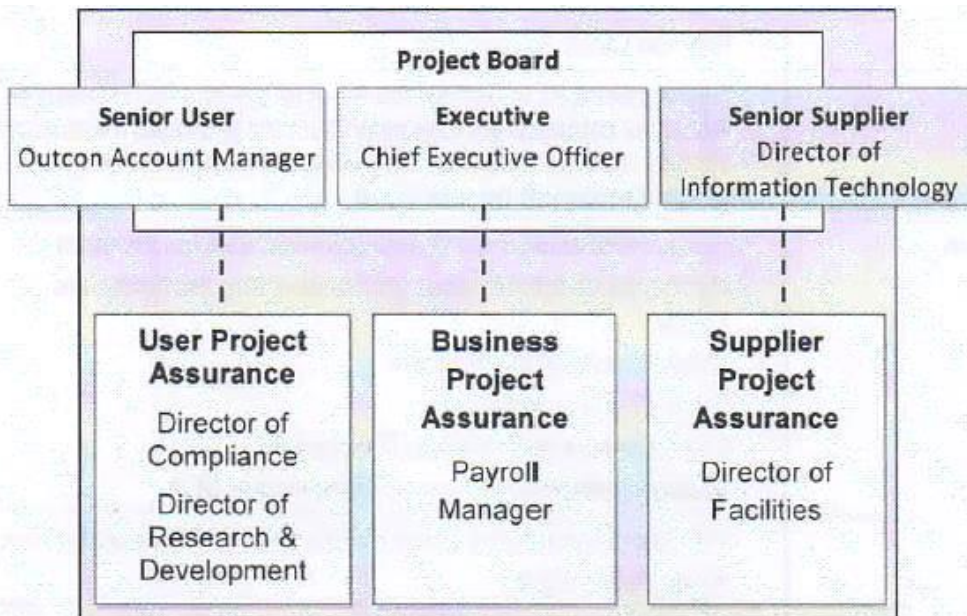 Project Board
Senior User
Outcon Account Manager
Executive
Chief Executive Officer
Senior Supplier
Director of
Information Technology
User Project
Assurance
Director of
Compliance
Director of
Research &
Development
Business
Project
Assurance
Payroll
Manager
Supplier
Project
Assurance
Director of
Facilities